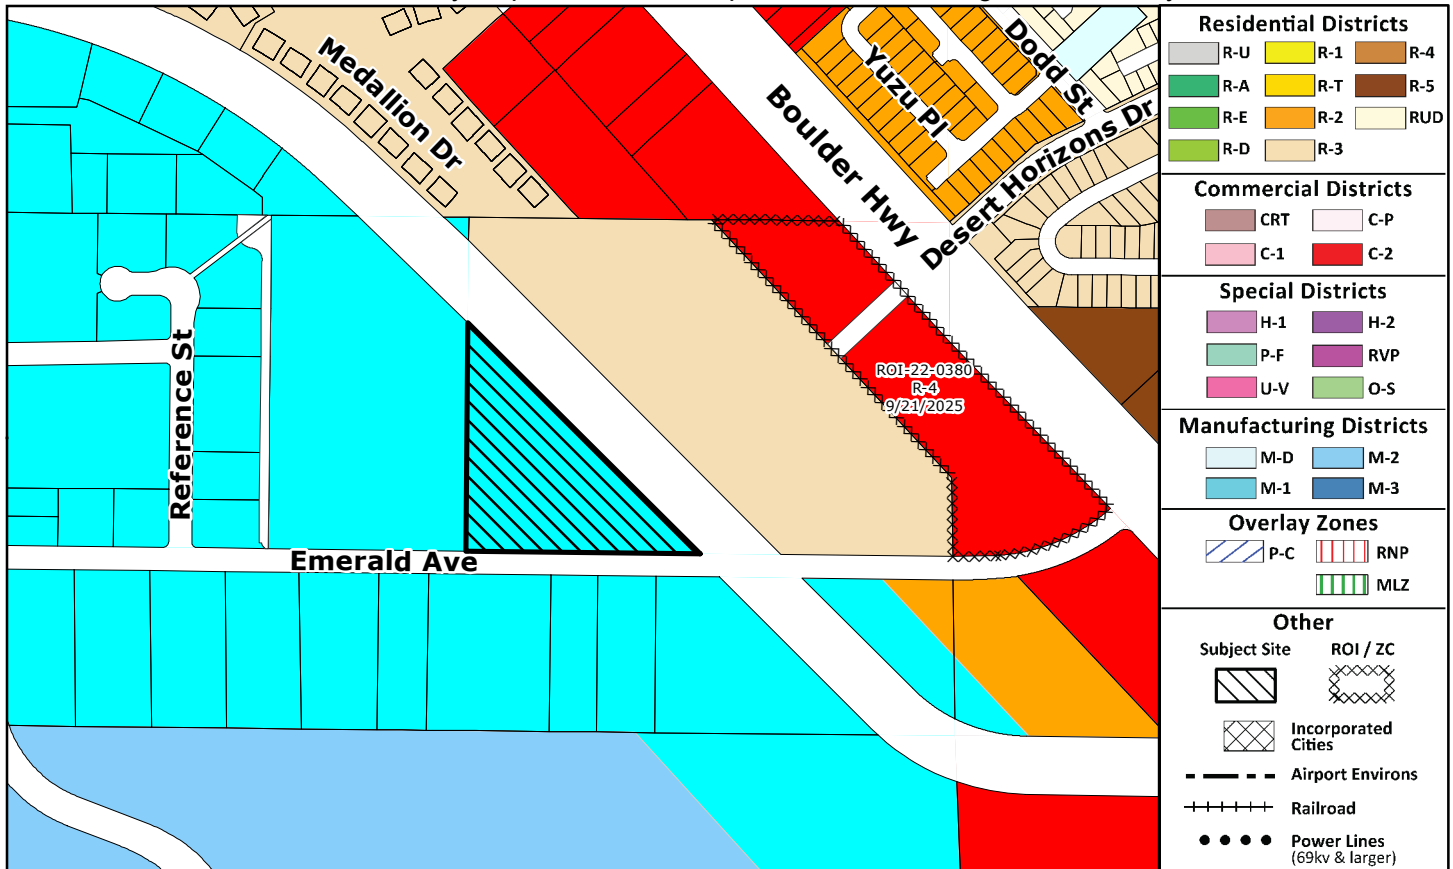 Medallion Dr
Yuzu Pl
Dodd St
Boulder Hwy
Desert Horizons Dr
Reference St
Emerald Ave
ROI-22-0380
R-4
9/21/2025
Residential Districts
R-U R-1 R-4
R-A R-T R-5
R-E R-2 RUD
R-D R-3
Commercial Districts
CRT C-P
C-1 C-2
Special Districts
H-1 H-2
P-F RVP
U-V O-S
Manufacturing Districts
M-D M-2
M-1 M-3
Overlay Zones
P-C RNP
MLZ
Other
Subject Site ROI / ZC
Incorporated
Cities
Airport Environs
Railroad
Power Lines
(69kv & larger)